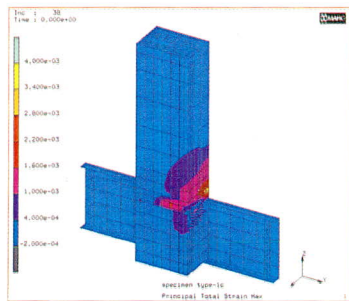 Inc : 30
Time : 0.000e+00
MARC
4.000e-03
3.400e-03
2.800e-03
2.200e-03
1.600e-03
1.000e-03
4.000e-04
-2.000e-04
Z
Y
X
specimen type-1c
Principal Total Strain Max